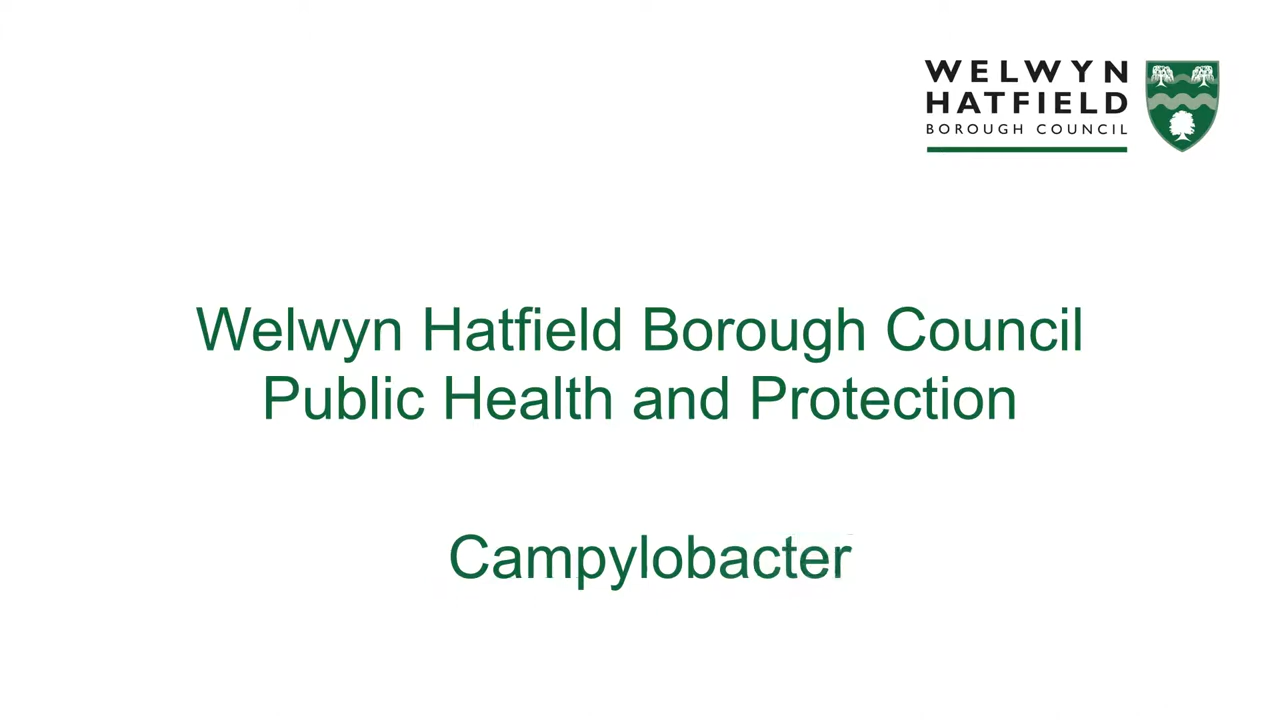 WELWYN
HATFIELD
BOROUGH COUNCIL
Welwyn Hatfield Borough Council
Public Health and Protection
Campylobacter